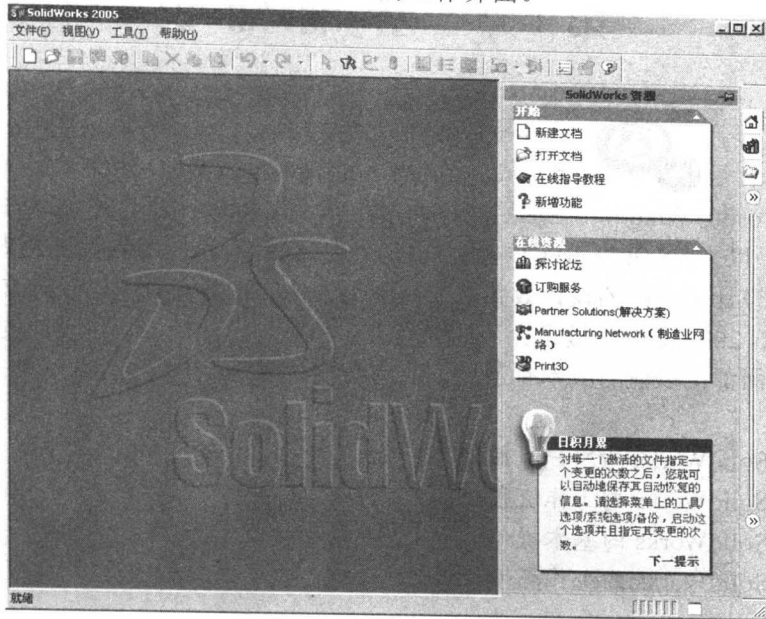 作界面。
SolidWorks 2005
文件(F) 视图(V) 工具(T) 帮助(H)
SolidWorks 资源
开始
新建文档
打开文档
在线指导教程
新增功能
在线资源
探讨论坛
订购服务
Partner Solutions(解决方案)
Manufacturing Network ( 制造业网
络 )
Print3D
SolidWo
日积月累
对每一个激活的文件指定一
个变更的次数之后，您就可
以自动地保存其自动恢复的
信息。请选择菜单上的工具/
选项/系统选项/备份，启动这
个选项并且指定其变更的次
数。
下一提示
就绪